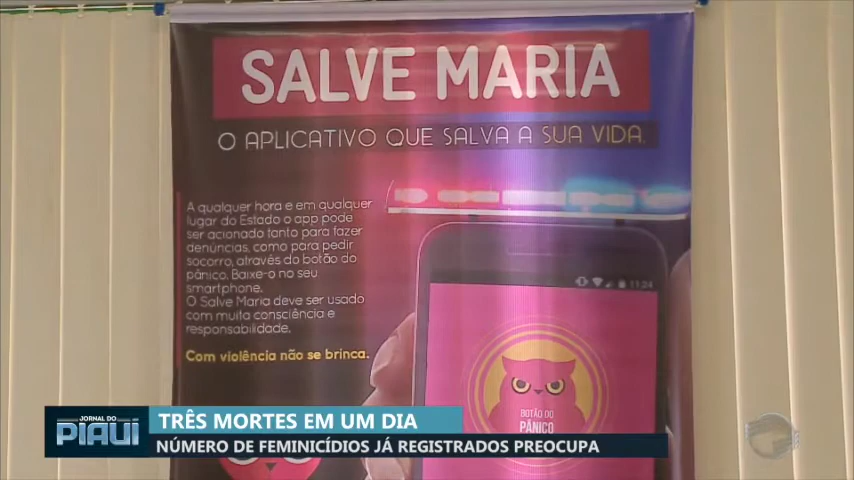 SALVE MARIA
O APLICATIVO QUE SALVA A SUA VIDA.
A qualquer hora e em qualquer
lugar do Estado o app pode
ser acionado tanto para fazer
denúncias, como para pedir
socorro, através do botão do
pânico. Baixe-o no seu
smartphone.
O Salve Maria deve ser usado
com muita consciência e
responsabilidade.
Com violência não se brinca.
11:24
BOTÃO DO
PÂNICO
JORNAL DO
PIAUÍ
TRÊS MORTES EM UM DIA
NÚMERO DE FEMINICÍDIOS JÁ REGISTRADOS PREOCUPA